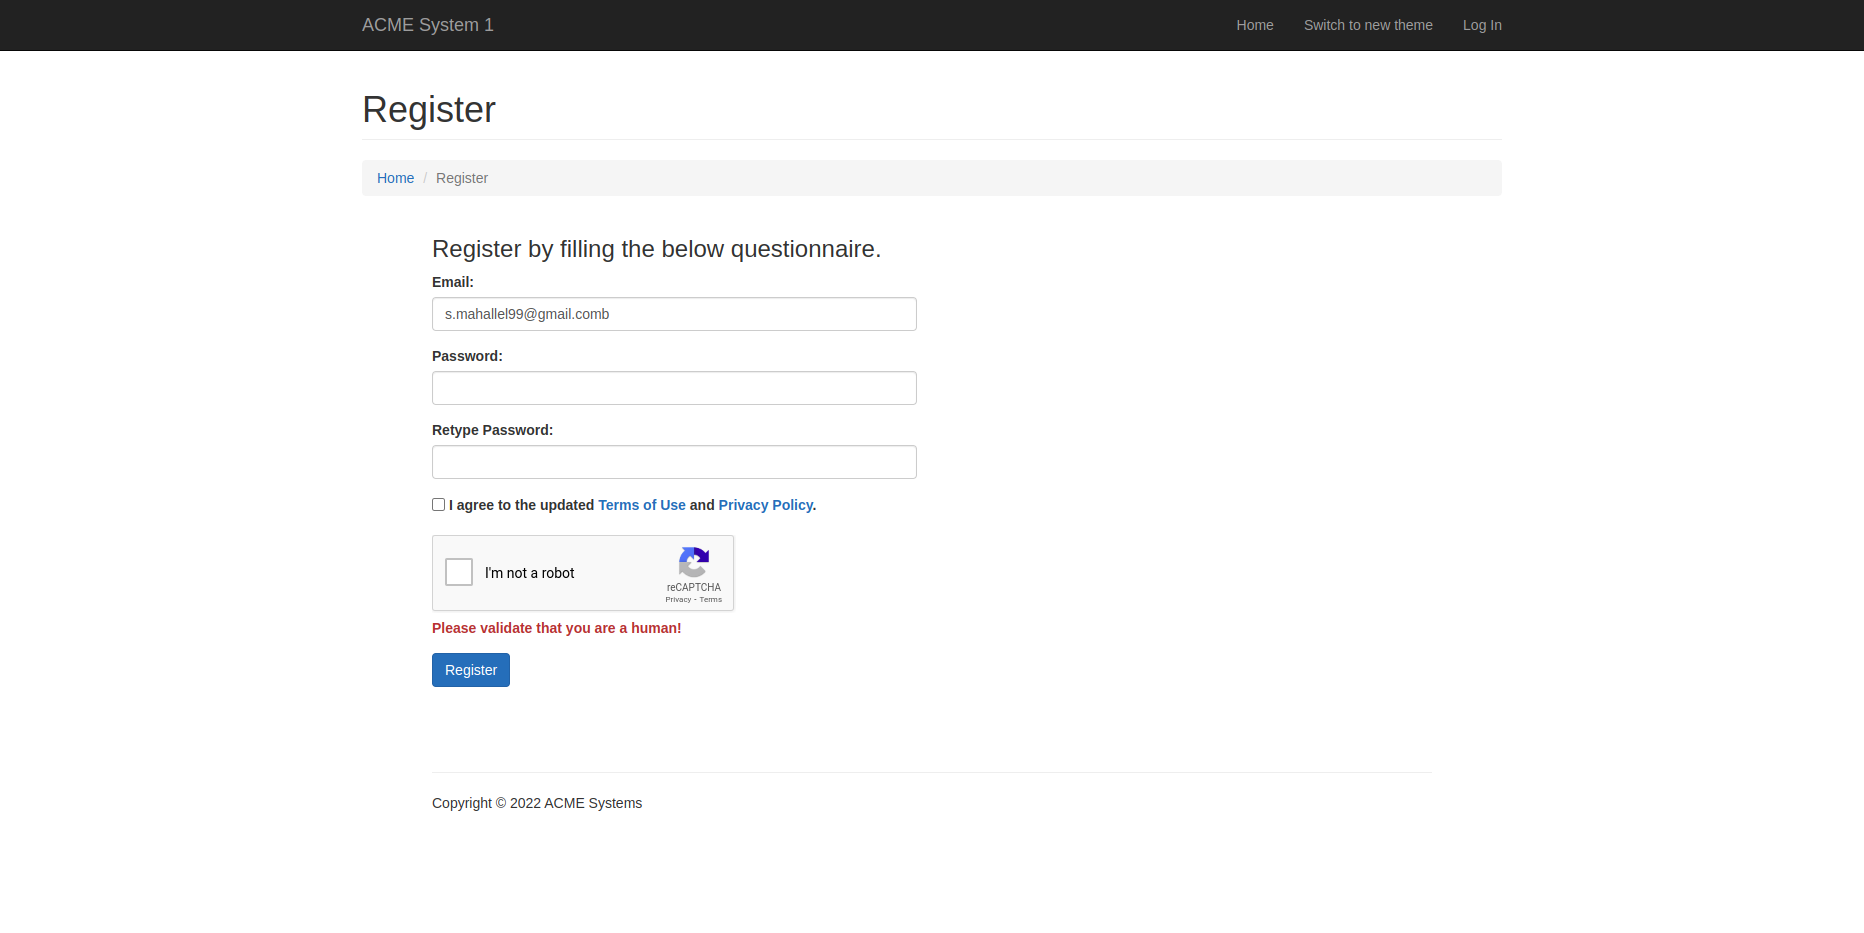 ACME System 1 Home Switch to new theme Log In
Register
Home / Register
Register by filling the below questionnaire.
Email:
s.mahallel99@gmail.comb
Password:
Retype Password:
I agree to the updated Terms of Use and Privacy Policy.
I'm not a robot
reCAPTCHA
Privacy - Terms
Please validate that you are a human!
Register
Copyright © 2022 ACME Systems